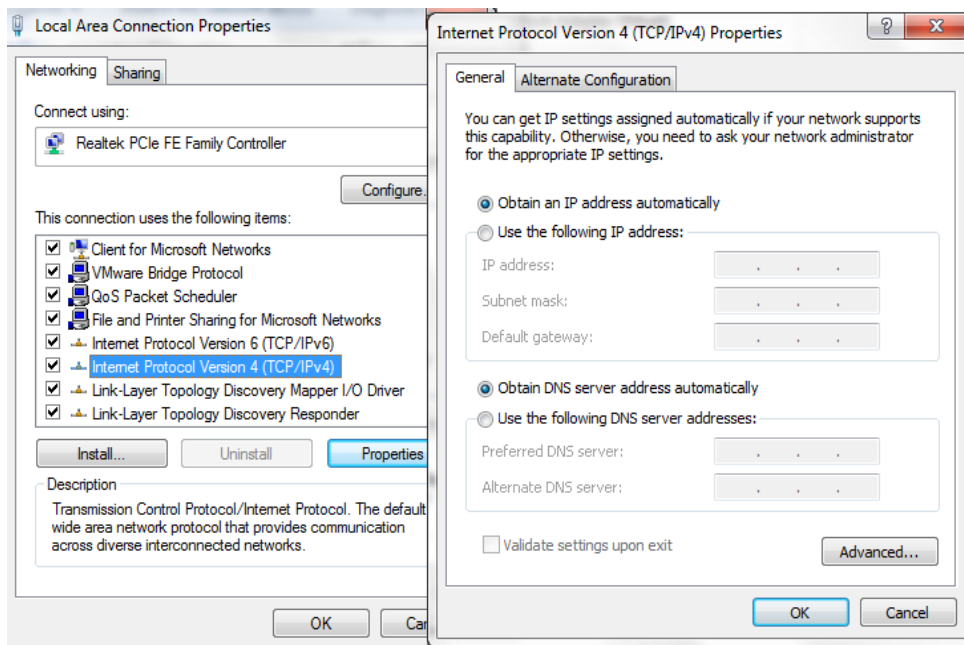 Local Area Connection Properties
Networking
Sharing
Connect using:
Realtek PCIe FE Family Controller
Configure.
This connection uses the following items:
Client for Microsoft Networks
VMware Bridge Protocol
QoS Packet Scheduler
File and Printer Sharing for Microsoft Networks
Internet Protocol Version 6 (TCP/IPv6)
Internet Protocol Version 4 (TCP/IPv4)
Link-Layer Topology Discovery Mapper I/O Driver
Link-Layer Topology Discovery Responder
Install...
Uninstall
Properties
Description
Transmission Control Protocol/Internet Protocol. The default
wide area network protocol that provides communication
across diverse interconnected networks.
OK
Internet Protocol Version 4 (TCP/IPv4) Properties
General
Alternate Configuration
You can get IP settings assigned automatically if your network supports
this capability. Otherwise, you need to ask your network administrator
for the appropriate IP settings.
Obtain an IP address automatically
Use the following IP address:
IP address:
Subnet mask:
Default gateway:
Obtain DNS server address automatically
Use the following DNS server addresses:
Preferred DNS server:
Alternate DNS server:
Validate settings upon exit
Advanced...
OK
Cancel